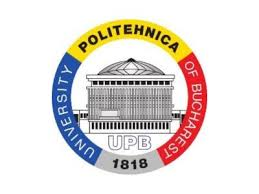 UNIVERSITY
POLITEHNICA
OF BUCHAREST
UPB
1818